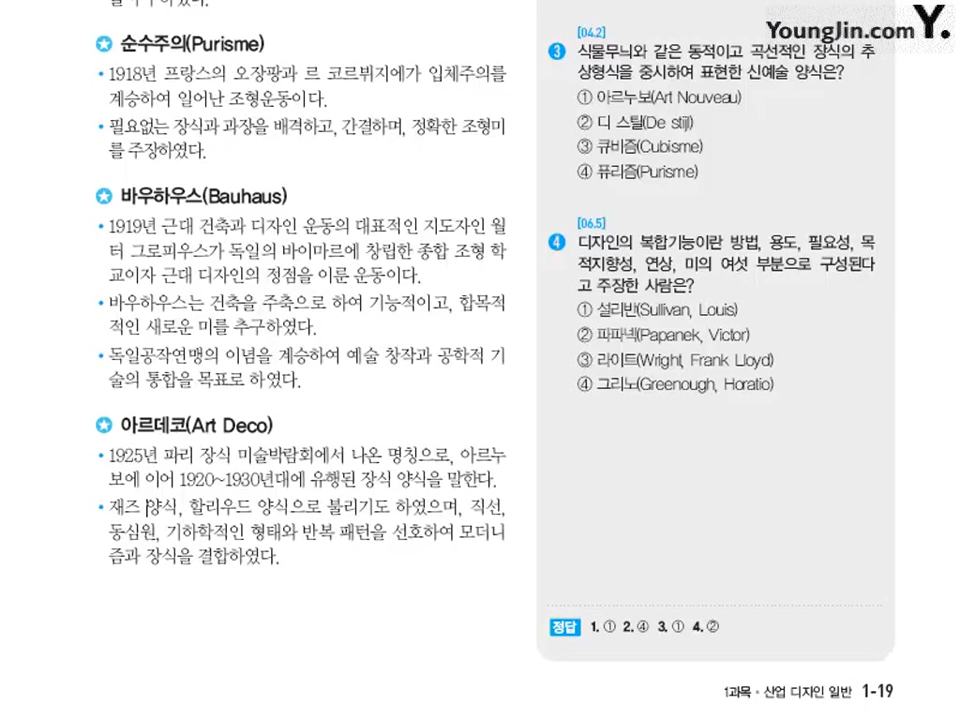 YoungJin.com Y.
순수주의(Purisme)
• 1918년 프랑스의 오장팡과 르 코르뷔지에가 입체주의를
계승하여 일어난 조형운동이다.
• 필요없는 장식과 과장을 배격하고, 간결하며, 정확한 조형미
를 주장하였다.
바우하우스(Bauhaus)
• 1919년 근대 건축과 디자인 운동의 대표적인 지도자인 월
터 그로피우스가 독일의 바이마르에 창립한 종합 조형 학
교이자 근대 디자인의 정점을 이룬 운동이다.
• 바우하우스는 건축을 주축으로 하여 기능적이고, 합목적
적인 새로운 미를 추구하였다.
• 독일공작연맹의 이념을 계승하여 예술 창작과 공학적 기
술의 통합을 목표로 하였다.
아르데코(Art Deco)
• 1925년 파리 장식 미술박람회에서 나온 명칭으로, 아르누
보에 이어 1920~1930년대에 유행된 장식 양식을 말한다.
• 재즈 양식, 할리우드 양식으로 불리기도 하였으며, 직선,
동심원, 기하학적인 형태와 반복 패턴을 선호하여 모더니
즘과 장식을 결합하였다.
[04.2]
3 식물무늬와 같은 동적이고 곡선적인 장식의 추
상형식을 중시하여 표현한 신예술 양식은?
① 아르누보(Art Nouveau)
② 디 스틸(De stijl)
③ 큐비즘(Cubisme)
④ 퓨리즘(Purisme)
[06.5]
4 디자인의 복합기능이란 방법, 용도, 필요성, 목
적지향성, 연상, 미의 여섯 부분으로 구성된다
고 주장한 사람은?
① 설리반(Sullivan, Louis)
② 파파넥(Papanek, Victor)
③ 라이트(Wright, Frank Lloyd)
④ 그리노(Greenough, Horatio)
정답 1. ① 2. ④ 3. ① 4. ②
1과목 • 산업 디자인 일반 1-19